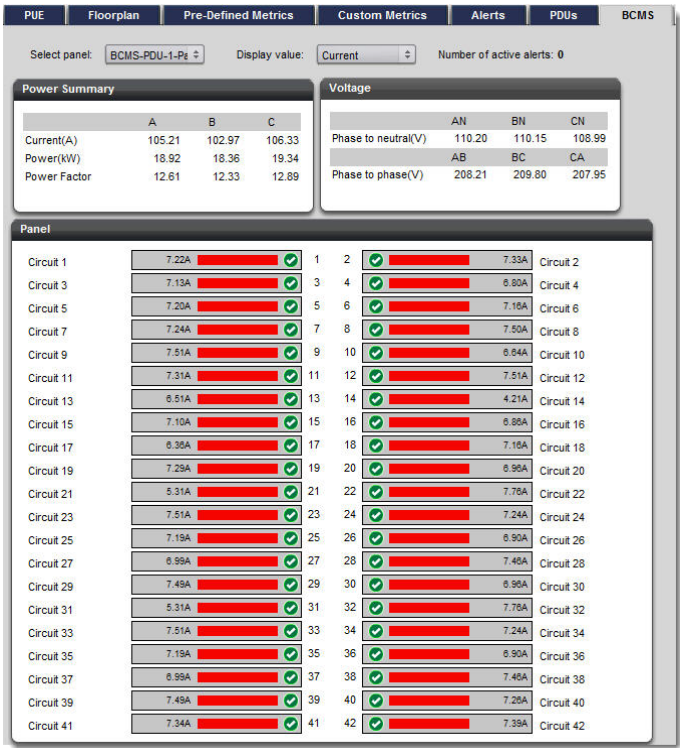 PUE Floorplan Pre-Defined Metrics Custom Metrics Alerts PDUs BCMS
Select panel: BCMS-PDU-1-Pa Display value: Current Number of active alerts: 0
Power Summary
A B C
Current(A) 105.21 102.97 106.33
Power(kW) 18.92 18.36 19.34
Power Factor 12.61 12.33 12.89
Voltage
AN BN CN
Phase to neutral(V) 110.20 110.15 108.99
AB BC CA
Phase to phase(V) 208.21 209.80 207.95
Panel
Circuit 1 7.22A 1 2 7.33A Circuit 2
Circuit 3 7.13A 3 4 6.80A Circuit 4
Circuit 5 7.20A 5 6 7.16A Circuit 6
Circuit 7 7.24A 7 8 7.50A Circuit 8
Circuit 9 7.51A 9 10 6.64A Circuit 10
Circuit 11 7.31A 11 12 7.51A Circuit 12
Circuit 13 6.51A 13 14 4.21A Circuit 14
Circuit 15 7.10A 15 16 6.86A Circuit 16
Circuit 17 6.36A 17 18 7.16A Circuit 18
Circuit 19 7.29A 19 20 6.96A Circuit 20
Circuit 21 5.31A 21 22 7.76A Circuit 22
Circuit 23 7.51A 23 24 7.24A Circuit 24
Circuit 25 7.19A 25 26 6.90A Circuit 26
Circuit 27 6.99A 27 28 7.46A Circuit 28
Circuit 29 7.49A 29 30 6.96A Circuit 30
Circuit 31 5.31A 31 32 7.76A Circuit 32
Circuit 33 7.51A 33 34 7.24A Circuit 34
Circuit 35 7.19A 35 36 6.90A Circuit 36
Circuit 37 6.99A 37 38 7.46A Circuit 38
Circuit 39 7.49A 39 40 7.26A Circuit 40
Circuit 41 7.34A 41 42 7.39A Circuit 42